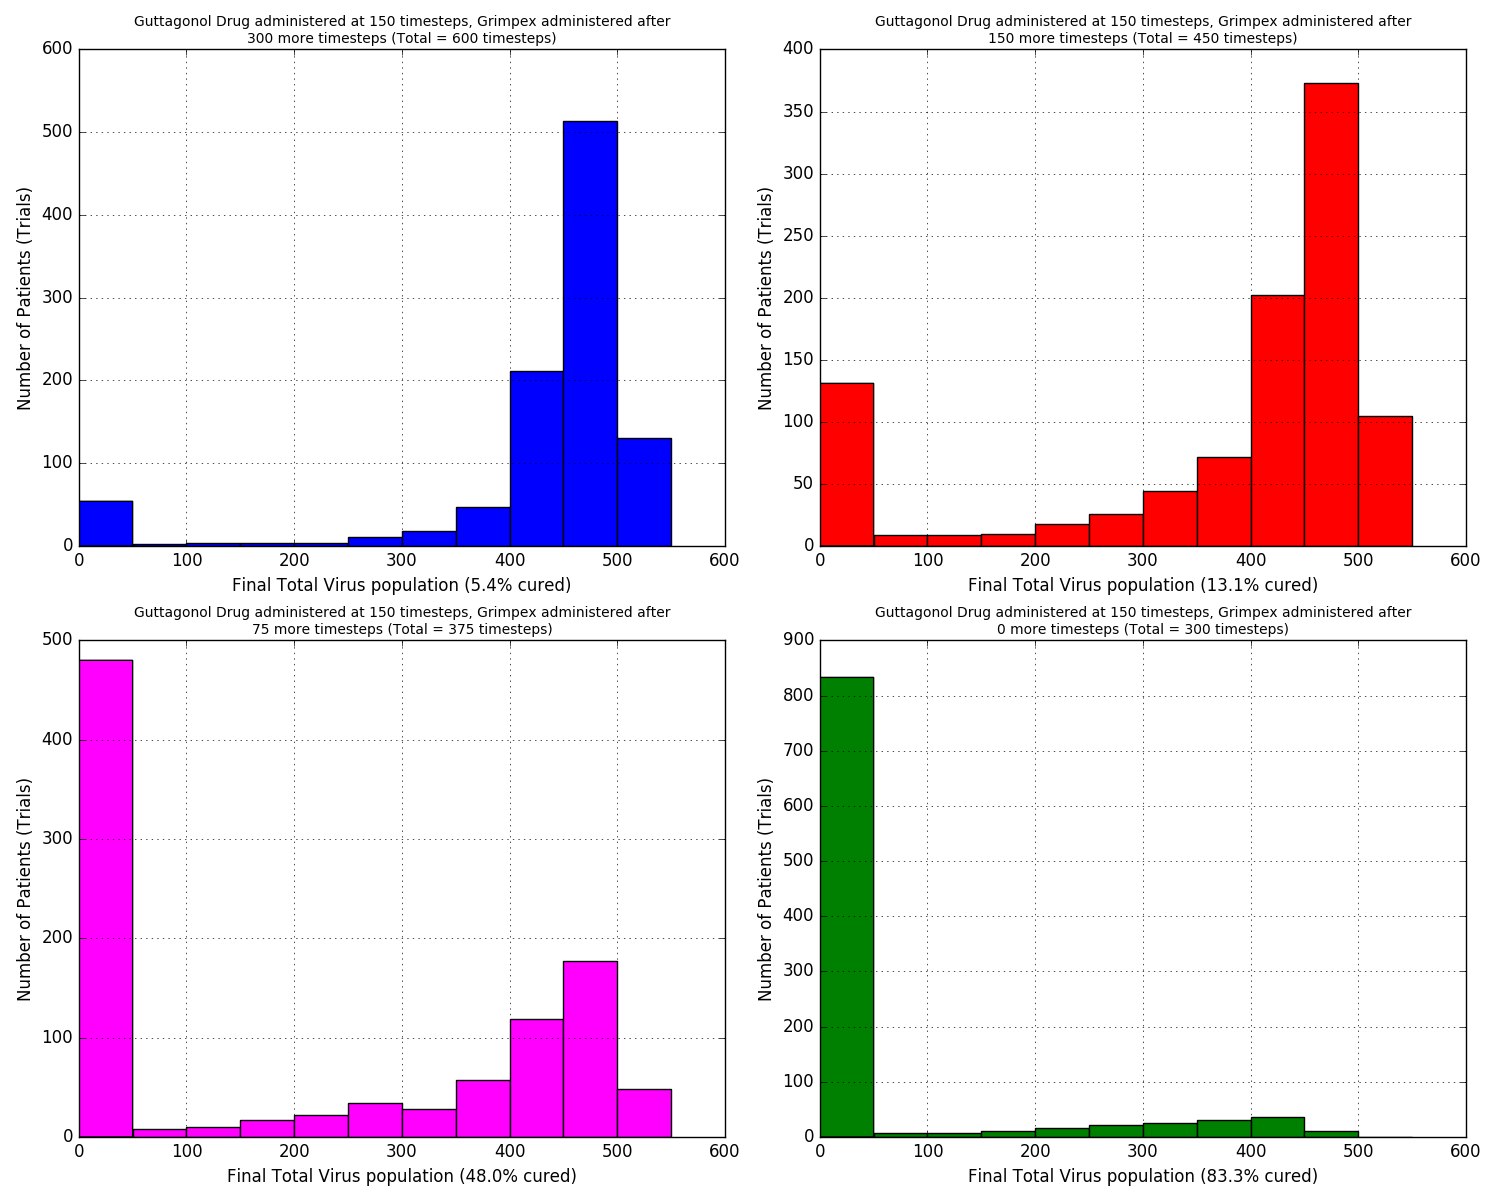 Guttagonol Drug administered at 150 timesteps, Grimpex administered after
300 more timesteps (Total = 600 timesteps)
600
500
400
300
200
100
0
Number of Patients (Trials)
0 100 200 300 400 500 600
Final Total Virus population (5.4% cured)
Guttagonol Drug administered at 150 timesteps, Grimpex administered after
150 more timesteps (Total = 450 timesteps)
400
350
300
250
200
150
100
50
0
Number of Patients (Trials)
0 100 200 300 400 500 600
Final Total Virus population (13.1% cured)
Guttagonol Drug administered at 150 timesteps, Grimpex administered after
75 more timesteps (Total = 375 timesteps)
500
400
300
200
100
0
Number of Patients (Trials)
0 100 200 300 400 500 600
Final Total Virus population (48.0% cured)
Guttagonol Drug administered at 150 timesteps, Grimpex administered after
0 more timesteps (Total = 300 timesteps)
900
800
700
600
500
400
300
200
100
0
Number of Patients (Trials)
0 100 200 300 400 500 600
Final Total Virus population (83.3% cured)